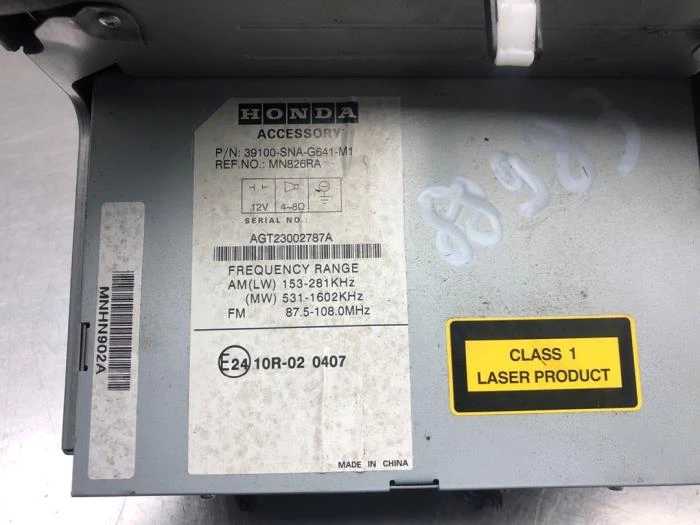 HONDA
ACCESSORY
P/N: 39100-SNA-G641-M1
REF.NO.: MN826RA
12V 4~8Ω
SERIAL NO.:
AGT23002787A
FREQUENCY RANGE
AM(LW) 153-281KHz
(MW) 531-1602KHz
FM 87.5-108.0MHz
E24 10R-02 0407
MADE IN CHINA
MNHN902A
88983
CLASS 1
LASER PRODUCT